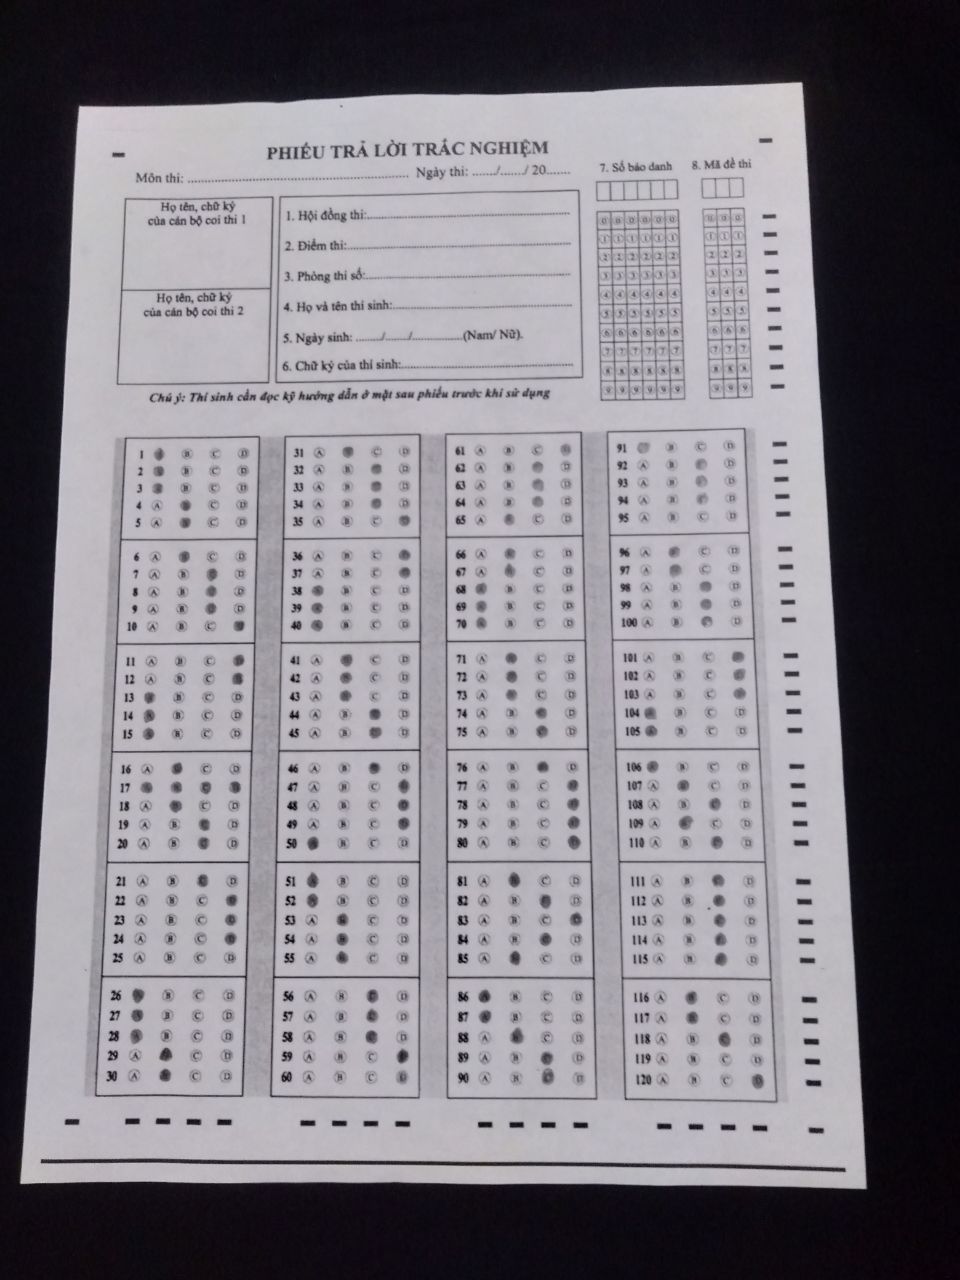 PHIẾU TRẢ LỜI TRẮC NGHIỆM
Môn thi: ........................ Ngày thi: ....../....../ 20......
7. Số báo danh
8. Mã đề thi
Họ tên, chữ ký
của cán bộ coi thi 1
Họ tên, chữ ký
của cán bộ coi thi 2
1. Hội đồng thi:........................
2. Điểm thi:........................
3. Phòng thi số:........................
4. Họ và tên thí sinh:........................
5. Ngày sinh: ....../....../............(Nam/ Nữ).
6. Chữ ký của thí sinh:........................
0 0 0 0 0 0 0 0 0
1 1 1 1 1 1 1 1 1
2 2 2 2 2 2 2 2 2
3 3 3 3 3 3 3 3 3
4 4 4 4 4 4 4 4 4
5 5 5 5 5 5 5 5 5
6 6 6 6 6 6 6 6 6
7 7 7 7 7 7 7 7 7
8 8 8 8 8 8 8 8 8
9 9 9 9 9 9 9 9 9
Chú ý: Thí sinh cần đọc kỹ hướng dẫn ở mặt sau phiếu trước khi sử dụng
1 B C D
2 B C D
3 B C D
4 A C D
5 A C D
6 A C D
7 A B D
8 A B D
9 A B D
10 A B C
11 A B C
12 A B C
13 B C D
14 B C D
15 B C D
16 A C D
17
18 A C D
19 A B D
20 A B D
21 A B D
22 A B C
23 A B C
24 A B C
25 A B C D
26 B C D
27 B C D
28 B C D
29 A C D
30 A C D
31 A C D
32 A B D
33 A B D
34 A B D
35 A B C
36 A B C
37 A B C
38 B C D
39 B C D
40 B C D
41 A C D
42 A C D
43 A C D
44 A B D
45 A B D
46 A B D
47 A B C
48 A B C
49 A B C
50 B C D
51 B C D
52 B C D
53 A C D
54 A C D
55 A C D
56 A B D
57 A B D
58 A B D
59 A B C
60 A B C
61 A B C
62 A B D
63 A B D
64 A B D
65 A C D
66 A C D
67 A C D
68 B C D
69 B C D
70 B C D
71 A C D
72 A C D
73 A C D
74 A B D
75 A B D
76 A B D
77 A B C
78 A B C
79 A B C
80 A B C
81 A C D
82 A B D
83 A B C
84 A B D
85 A C D
86 B C D
87 B C D
88 A C D
89 A B D
90 A B D
91 B C D
92 A B D
93 A B D
94 A B D
95 A B C D
96 A C D
97 A C D
98 A B D
99 A B D
100 A B D
101 A B C
102 A B C
103 A B C
104 B C D
105 B C D
106 B C D
107 A C D
108 A B D
109 A C D
110 A B D
111 A B D
112 A B D
113 A B D
114 A B D
115 A B D
116 A C D
117 A C D
118 A B D
119 A B C D
120 A B C